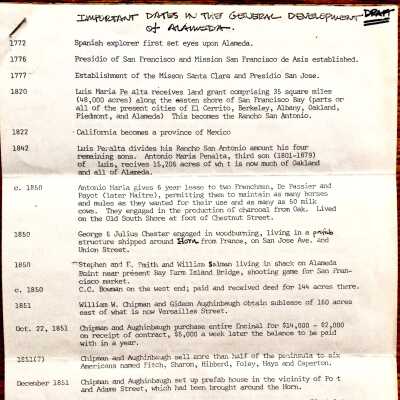 IMPORTANT DATES IN THE GENERAL DEVELOPMENT DRAFT
OF ALAMEDA.
1772 Spanish explorer first set eyes upon Alameda.
1776 Presidio of San Francisco and Mission San Francisco de Asis established.
1777 Establishment of the Misson Santa Clara and Presidio San Jose.
1820 Luis Maria Pe alta receives land grant comprising 35 square miles
(48,000 acres) along the easten shore of San Francisco Bay (parts or
all of the present cities of El Cerrito, Berkeley, Albany, Oakland,
Piedmont, and Alameda) This becomes the Rancho San Antonio.
1822 California becomes a province of Mexico
1842 Luis Pe.alta divides his Rancho San Antonio amount his four
remaining sons. Antonio Maria Peralta, third son (1801-1879)
of Luis, receives 15,206 acres of wh t is now much of Oakland
and all of Alameda.
c. 1850 Antonio Maria gives 6 year lease to two Frenchman, De Passier and
Payot (later Maitre), permitting them to maintain as many horses
and mules as they wanted for their use and as many as 50 milk
cows. They engaged in the production of charcoal from Oak. Lived
on the Old South Shore at foot of Chestnut Street.
1850 George & Julius Chester engaged in woodburning, living in a prefab
structure shipped around Horn from France, on San Jose Ave. and
Union Street.
1850 Stephen and F. Smith and William living in shack on Alameda
Point near present Bay Farm Island Bridge, shooting game for San Fran-
cisco market.
c. 1850 C.C. Bowman on the west end; paid and received deed for 144 acres there.
1851 William W. Chipman and Gideon Aughinbaugh obtain sublease of 160 acres
east of what is now Versailles Street.
Oct. 22, 1851 Chipman and Aughinbaugh purchase entire Encinal for $14,000 - $2,000
on receipt of contract, $5,000 a week later the balance to be paid
with in a year.
1851(?) Chipman and Aughinbaugh sell more than half of the peninsula to six
Americans named Fitch, Sharon, Hibberd, Foley, Hays and Caperton.
December 1851 Chipman and Aughinbaugh set up prefab house in the vicinity of Po t
and Adams Street, which had been brought around the Horn.